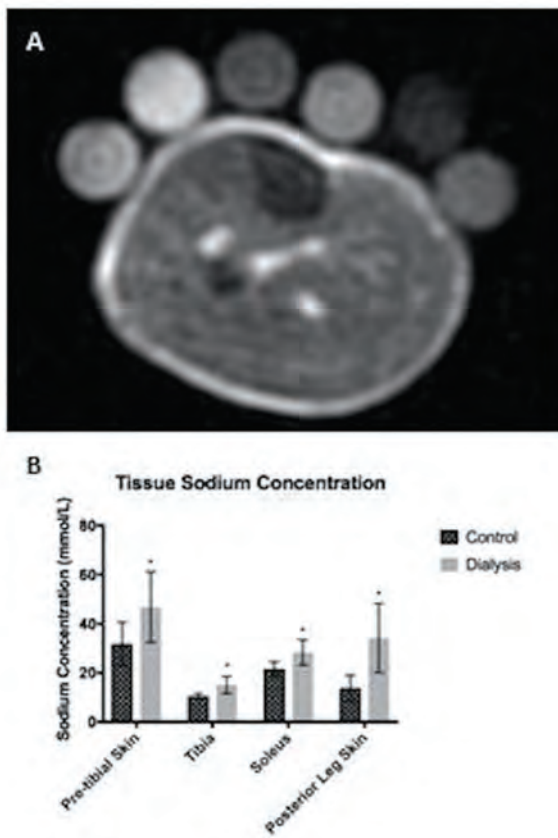 A
B
Tissue Sodium Concentration
Sodium Concentration (mmol/L)
80
60
40
20
0
*
*
*
*
Control
Dialysis
Pre-tibial Skin
Tibia
Soleus
Posterior Leg Skin